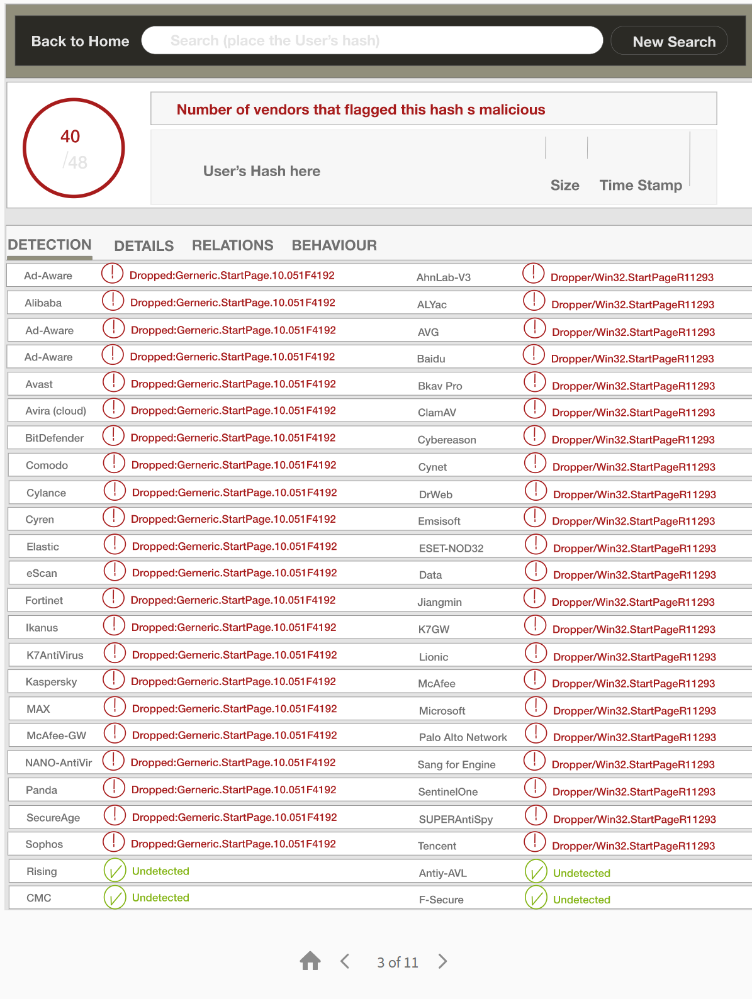 Back to Home Search (place the User's hash) New Search
Number of vendors that flagged this hash s malicious
40
/48
User's Hash here
Size Time Stamp
DETECTION DETAILS RELATIONS BEHAVIOUR
Ad-Aware Dropped:Gerneric.StartPage.10.051F4192 AhnLab-V3 Dropper/Win32.StartPageR11293
Alibaba Dropped:Gerneric.StartPage.10.051F4192 ALYac Dropper/Win32.StartPageR11293
Ad-Aware Dropped:Gerneric.StartPage.10.051F4192 AVG Dropper/Win32.StartPageR11293
Ad-Aware Dropped:Gerneric.StartPage.10.051F4192 Baidu Dropper/Win32.StartPageR11293
Avast Dropped:Gerneric.StartPage.10.051F4192 Bkav Pro Dropper/Win32.StartPageR11293
Avira (cloud) Dropped:Gerneric.StartPage.10.051F4192 ClamAV Dropper/Win32.StartPageR11293
BitDefender Dropped:Gerneric.StartPage.10.051F4192 Cybereason Dropper/Win32.StartPageR11293
Comodo Dropped:Gerneric.StartPage.10.051F4192 Cynet Dropper/Win32.StartPageR11293
Cylance Dropped:Gerneric.StartPage.10.051F4192 DrWeb Dropper/Win32.StartPageR11293
Cyren Dropped:Gerneric.StartPage.10.051F4192 Emsisoft Dropper/Win32.StartPageR11293
Elastic Dropped:Gerneric.StartPage.10.051F4192 ESET-NOD32 Dropper/Win32.StartPageR11293
eScan Dropped:Gerneric.StartPage.10.051F4192 Data Dropper/Win32.StartPageR11293
Fortinet Dropped:Gerneric.StartPage.10.051F4192 Jiangmin Dropper/Win32.StartPageR11293
Ikanus Dropped:Gerneric.StartPage.10.051F4192 K7GW Dropper/Win32.StartPageR11293
K7AntiVirus Dropped:Gerneric.StartPage.10.051F4192 Lionic Dropper/Win32.StartPageR11293
Kaspersky Dropped:Gerneric.StartPage.10.051F4192 McAfee Dropper/Win32.StartPageR11293
MAX Dropped:Gerneric.StartPage.10.051F4192 Microsoft Dropper/Win32.StartPageR11293
McAfee-GW Dropped:Gerneric.StartPage.10.051F4192 Palo Alto Network Dropper/Win32.StartPageR11293
NANO-AntiVir Dropped:Gerneric.StartPage.10.051F4192 Sang for Engine Dropper/Win32.StartPageR11293
Panda Dropped:Gerneric.StartPage.10.051F4192 SentinelOne Dropper/Win32.StartPageR11293
SecureAge Dropped:Gerneric.StartPage.10.051F4192 SUPERAntiSpy Dropper/Win32.StartPageR11293
Sophos Dropped:Gerneric.StartPage.10.051F4192 Tencent Dropper/Win32.StartPageR11293
Rising Undetected Antiy-AVL Undetected
CMC Undetected F-Secure Undetected
3 of 11